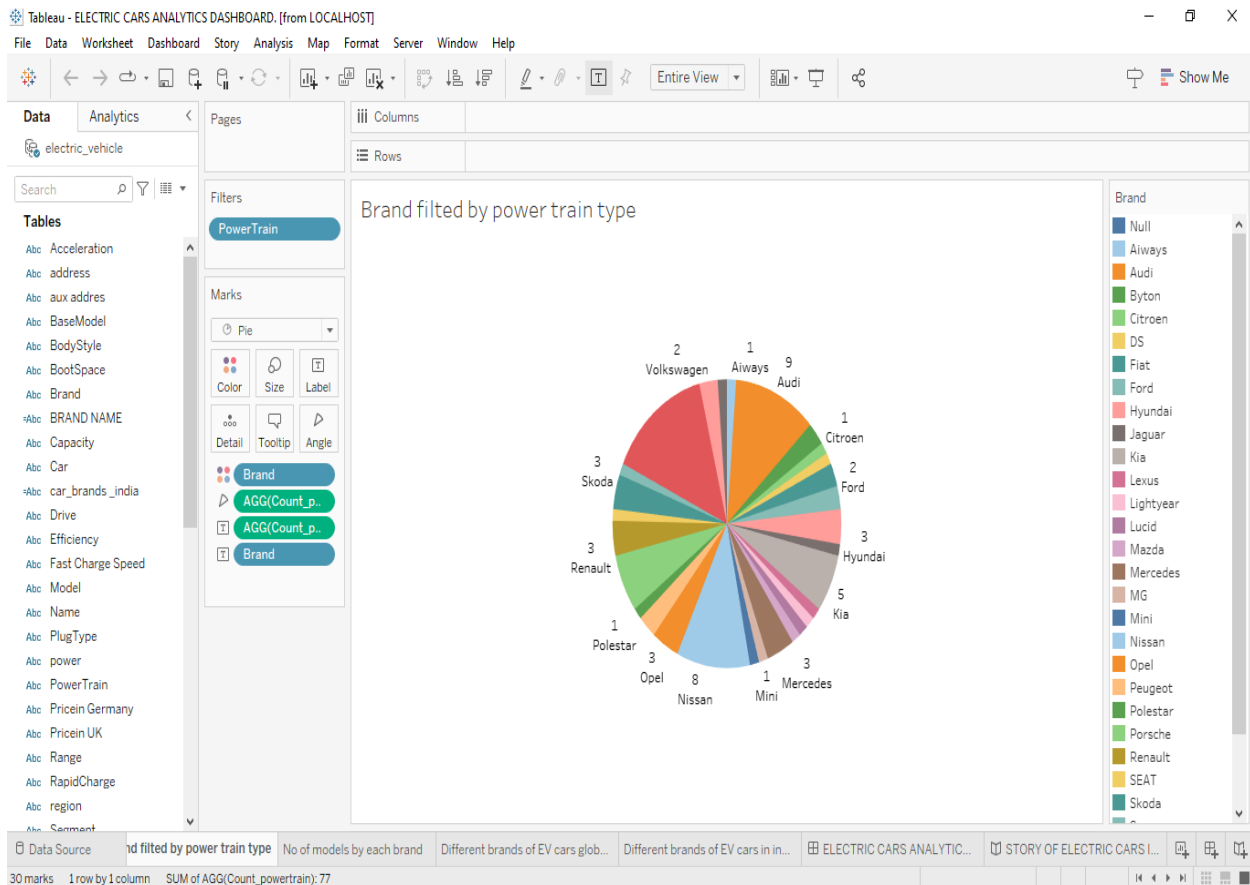 Tableau - ELECTRIC CARS ANALYTICS DASHBOARD. [from LOCALHOST]
File Data Worksheet Dashboard Story Analysis Map Format Server Window Help
Entire View
Show Me
Data Analytics
electric_vehicle
Search
Tables
Abc Acceleration
Abc address
Abc aux addres
Abc BaseModel
Abc BodyStyle
Abc BootSpace
Abc Brand
=Abc BRAND NAME
Abc Capacity
Abc Car
=Abc car_brands_india
Abc Drive
Abc Efficiency
Abc Fast Charge Speed
Abc Model
Abc Name
Abc PlugType
Abc power
Abc PowerTrain
Abc Pricein Germany
Abc Pricein UK
Abc Range
Abc RapidCharge
Abc region
Abc Segment
Pages
Filters
PowerTrain
Marks
Pie
Color Size Label
Detail Tooltip Angle
Brand
AGG(Count_p..
T AGG(Count_p..
T Brand
Columns
Rows
Brand filted by power train type
2
Volkswagen
1
Aiways
9
Audi
1
Citroen
2
Ford
3
Hyundai
5
Kia
3
Mercedes
1
Mini
8
Nissan
3
Opel
1
Polestar
3
Renault
3
Skoda
Brand
Null
Aiways
Audi
Byton
Citroen
DS
Fiat
Ford
Hyundai
Jaguar
Kia
Lexus
Lightyear
Lucid
Mazda
Mercedes
MG
Mini
Nissan
Opel
Peugeot
Polestar
Porsche
Renault
SEAT
Skoda
Data Source
nd filted by power train type
No of models by each brand
Different brands of EV cars glob...
Different brands of EV cars in in...
ELECTRIC CARS ANALYTIC...
STORY OF ELECTRIC CARS I...
30 marks 1 row by 1 column SUM of AGG(Count_powertrain): 77